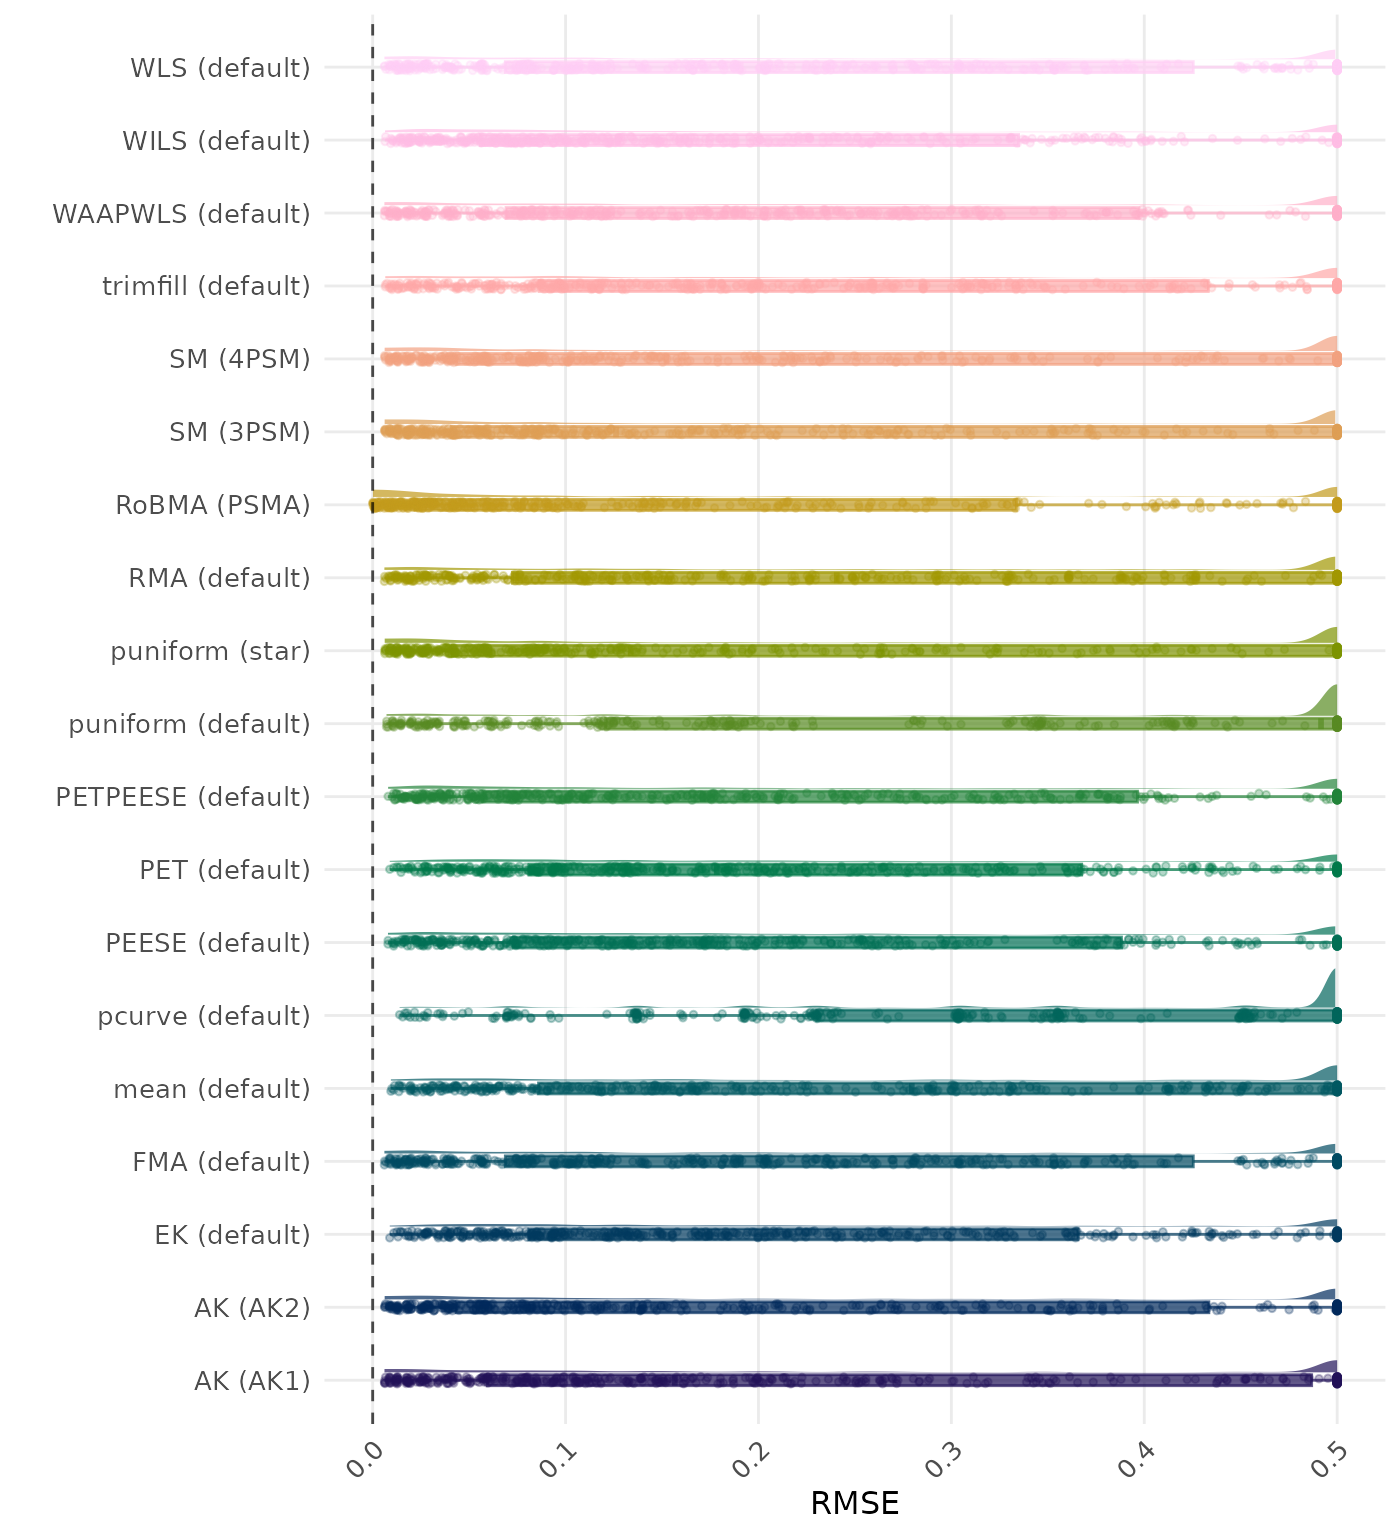 WLS (default)
WILS (default)
WAAPWLS (default)
trimfill (default)
SM (4PSM)
SM (3PSM)
RoBMA (PSMA)
RMA (default)
puniform (star)
puniform (default)
PETPEESE (default)
PET (default)
PEESE (default)
pcurve (default)
mean (default)
FMA (default)
EK (default)
AK (AK2)
AK (AK1)
0.0 0.1 0.2 0.3 0.4 0.5
RMSE